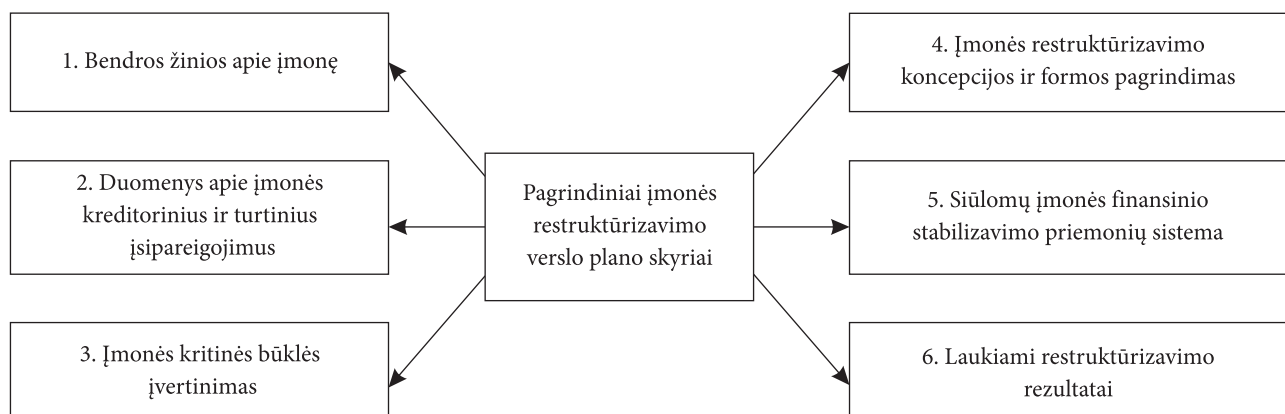 1. Bendros žinios apie įmonę
2. Duomenys apie įmonės
kreditorinius ir turtinius
įsipareigojimus
3. Įmonės kritinės būklės
įvertinimas
Pagrindiniai įmonės
restruktūrizavimo
verslo plano skyriai
4. Įmonės restruktūrizavimo
koncepcijos ir formos pagrindimas
5. Siūlomų įmonės finansinio
stabilizavimo priemonių sistema
6. Laukiami restruktūrizavimo
rezultatai